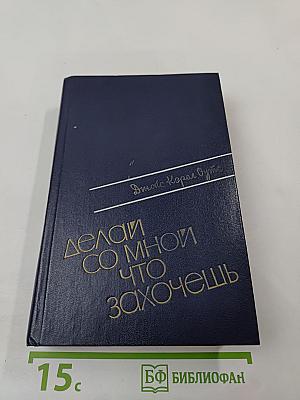 Джойс Кэрол Оутс
делай
со мной
что
захочешь
15с
БФ БИБЛИОФАН